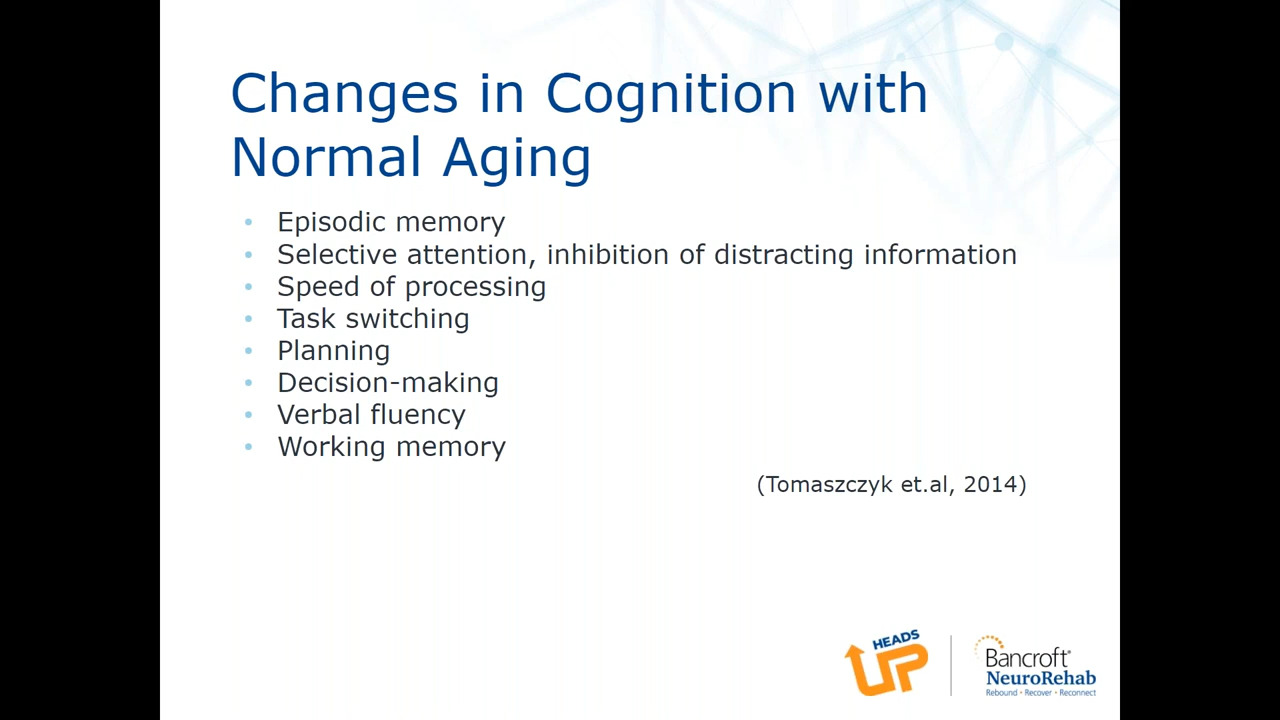 Changes in Cognition with
Normal Aging
• Episodic memory
• Selective attention, inhibition of distracting information
• Speed of processing
• Task switching
• Planning
• Decision-making
• Verbal fluency
• Working memory
(Tomaszczyk et.al, 2014)
HEADS
UP
Bancroft®
NeuroRehab
Rebound • Recover • Reconnect